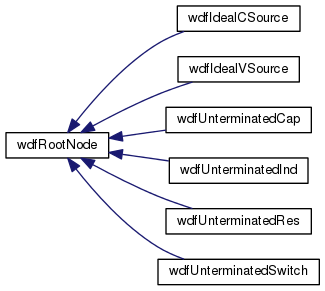 wdfIdealCSource
wdfIdealVSource
wdfUnterminatedCap
wdfRootNode
wdfUnterminatedInd
wdfUnterminatedRes
wdfUnterminatedSwitch